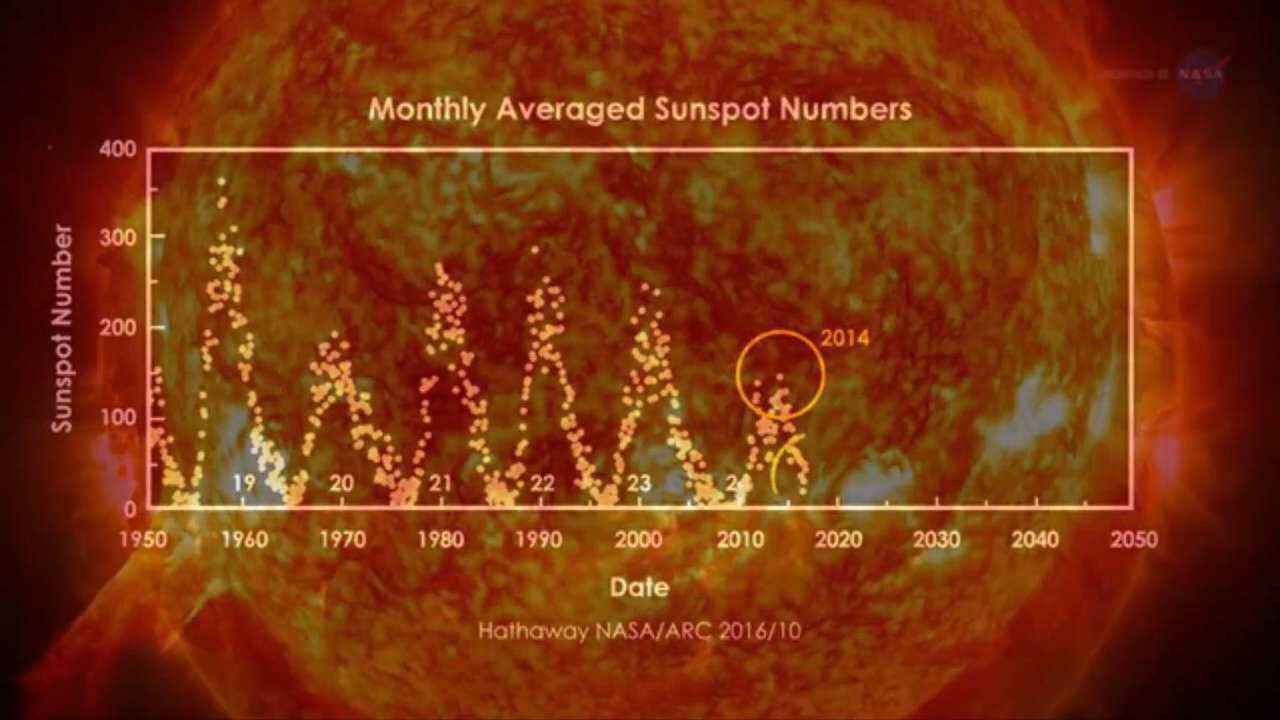 NASA
Monthly Averaged Sunspot Numbers
400
300
200
100
0
Sunspot Number
2014
19 20 21 22 23 24
1950 1960 1970 1980 1990 2000 2010 2020 2030 2040 2050
Date
Hathaway NASA/ARC 2016/10